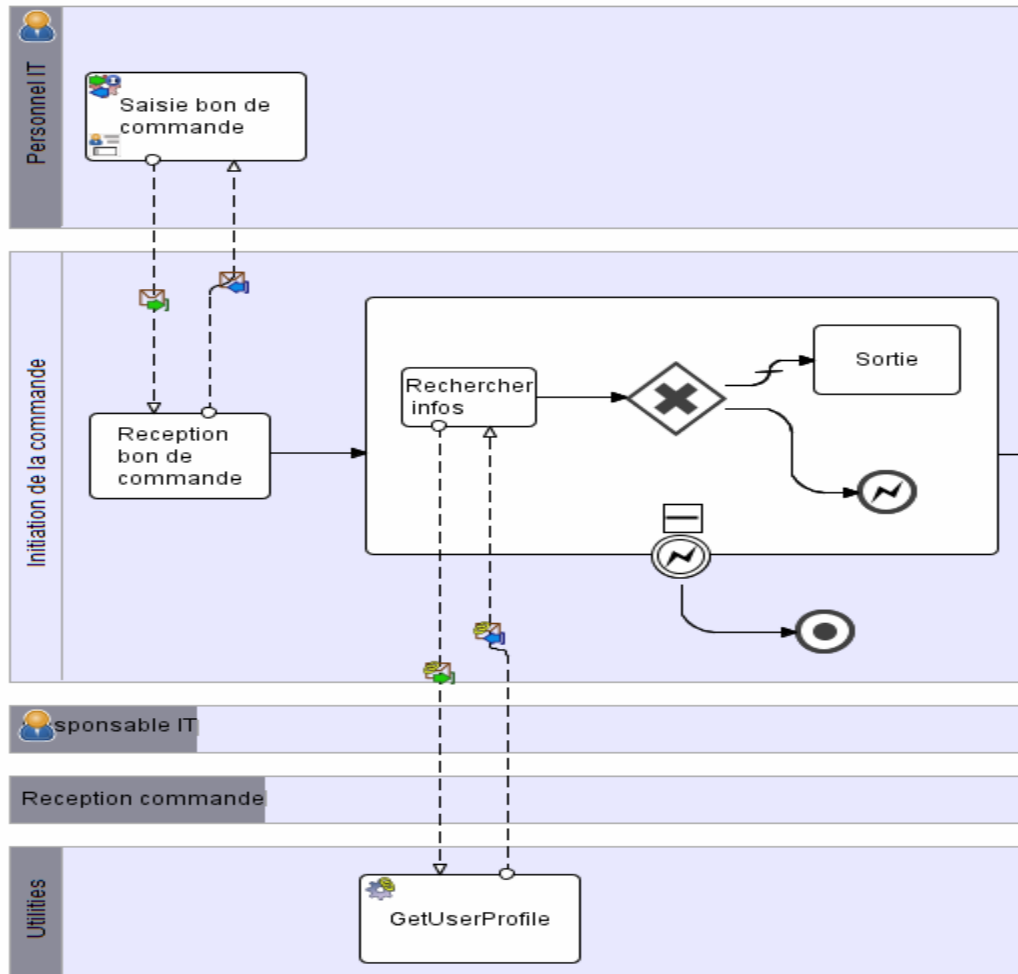 Personnel IT
Saisie bon de
commande
Initiation de la commande
Reception
bon de
commande
Rechercher
infos
Sortie
sponsable IT
Reception commande
Utilities
GetUserProfile